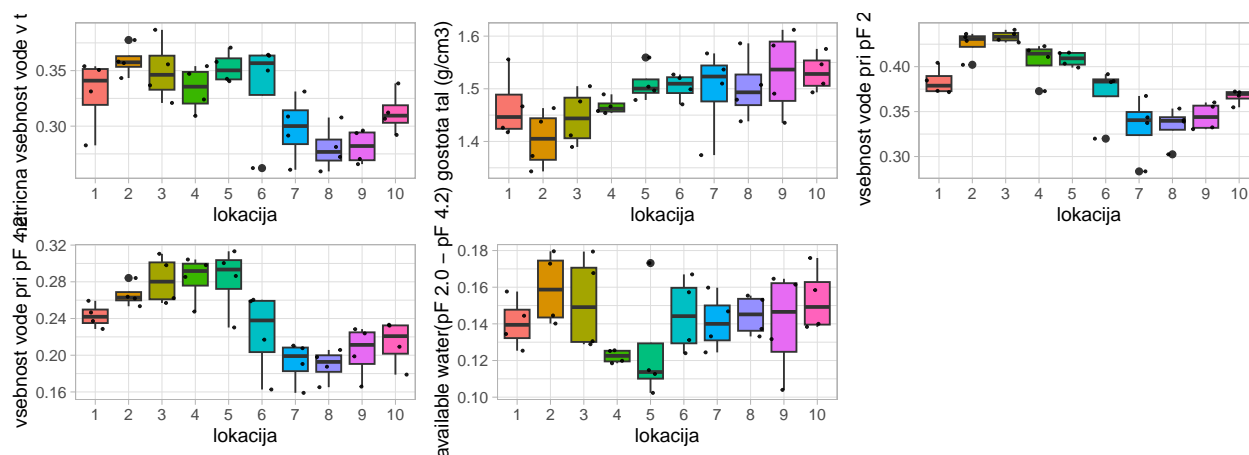 vsebnost vode v t
0.35
0.30
1 2 3 4 5 6 7 8 9 10
lokacija
gostota tal (g/cm3)
1.6
1.5
1.4
1 2 3 4 5 6 7 8 9 10
lokacija
vsebnost vode pri pF 2
0.40
0.35
0.30
1 2 3 4 5 6 7 8 9 10
lokacija
vsebnost vode pri pF 4.2
0.32
0.28
0.24
0.20
0.16
1 2 3 4 5 6 7 8 9 10
lokacija
available water(pF 2.0 – pF 4.2)
0.18
0.16
0.14
0.12
0.10
1 2 3 4 5 6 7 8 9 10
lokacija